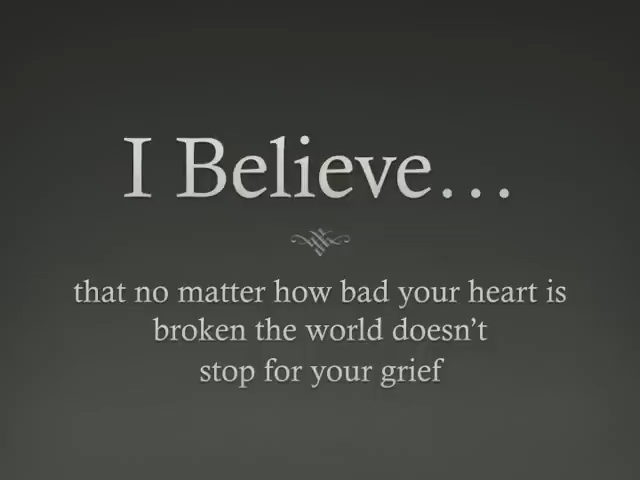 I Believe…
that no matter how bad your heart is
broken the world doesn’t
stop for your grief